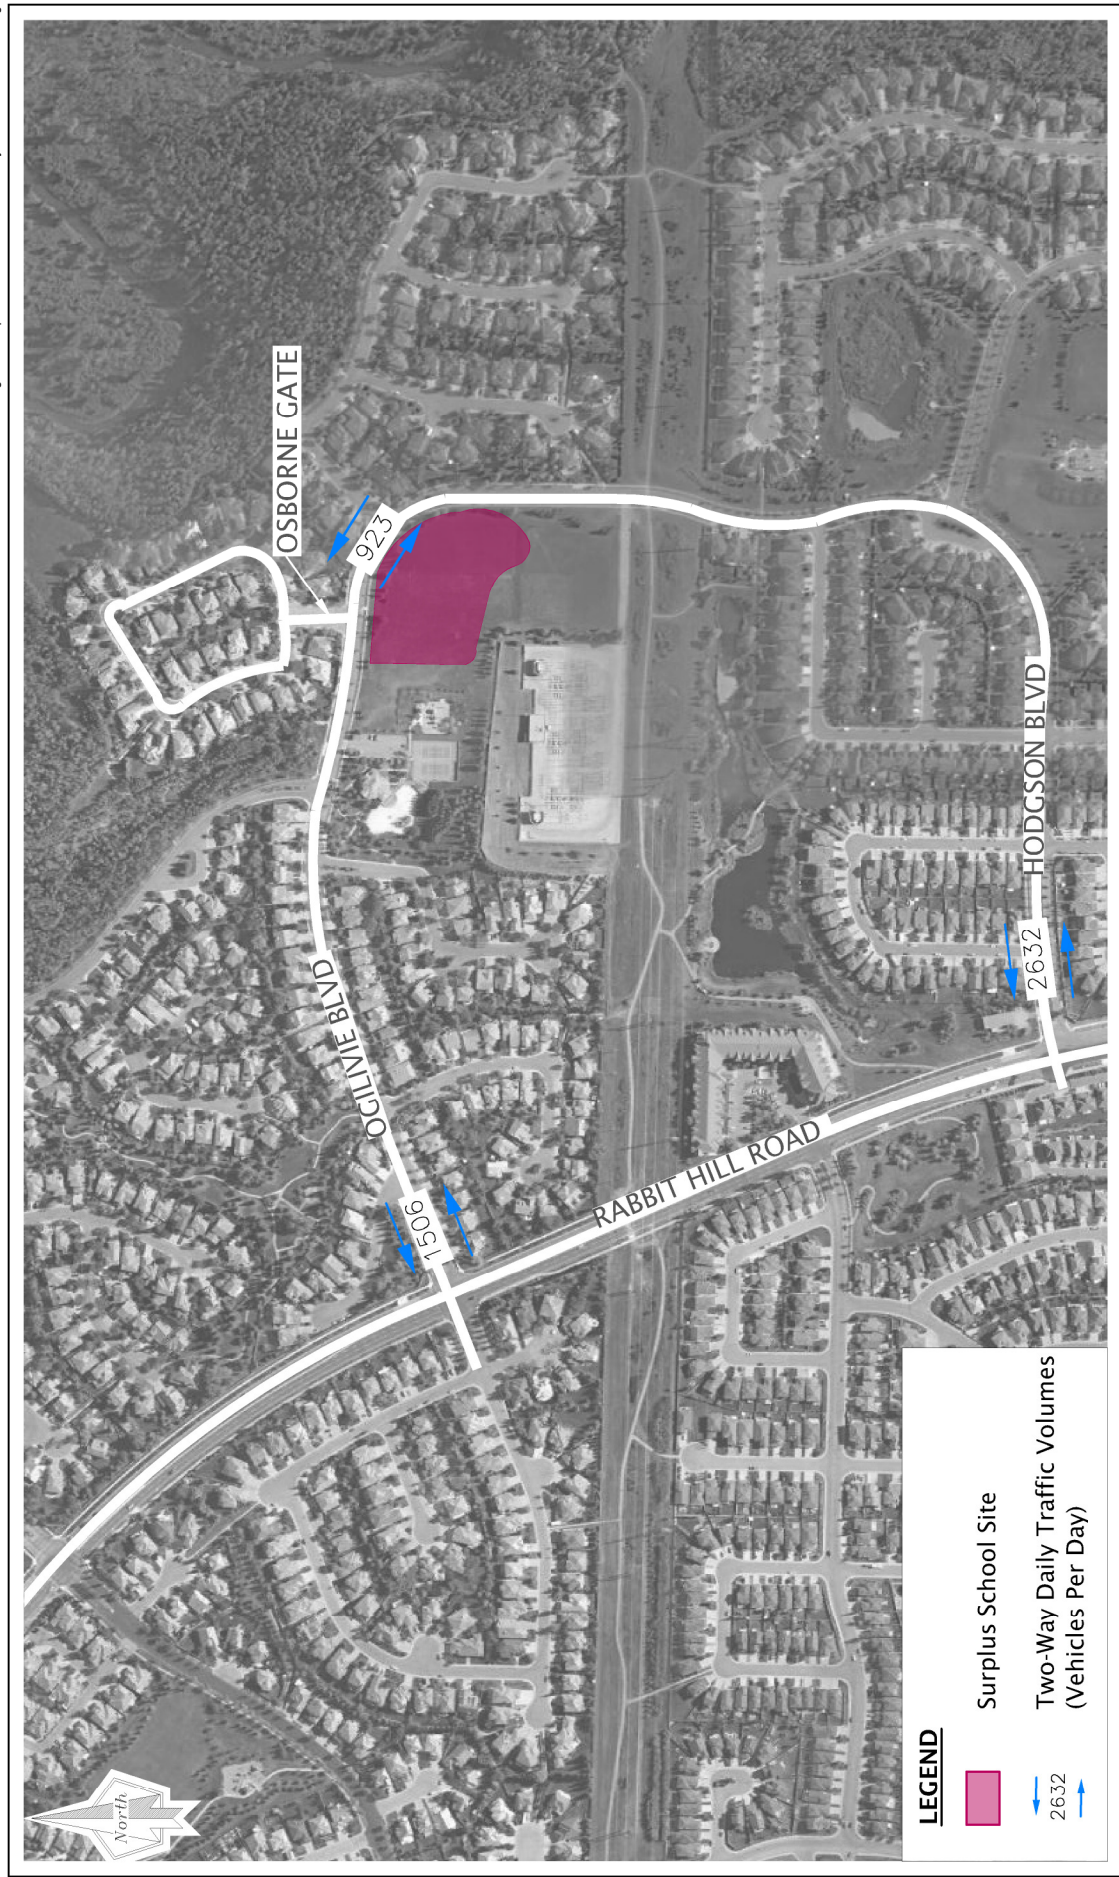 OSBORNE GATE
923
OGILIVIE BLVD
1506
RABBIT HILL ROAD
HODGSON BLVD
2632
North
LEGEND
Surplus School Site
2632
Two-Way Daily Traffic Volumes
(Vehicles Per Day)